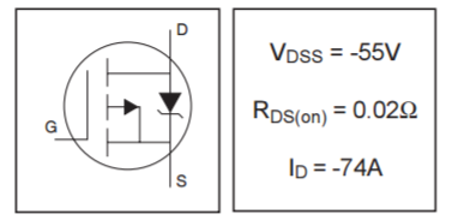 D
G
S
VDSS = -55V
RDS(on) = 0.02Ω
ID = -74A